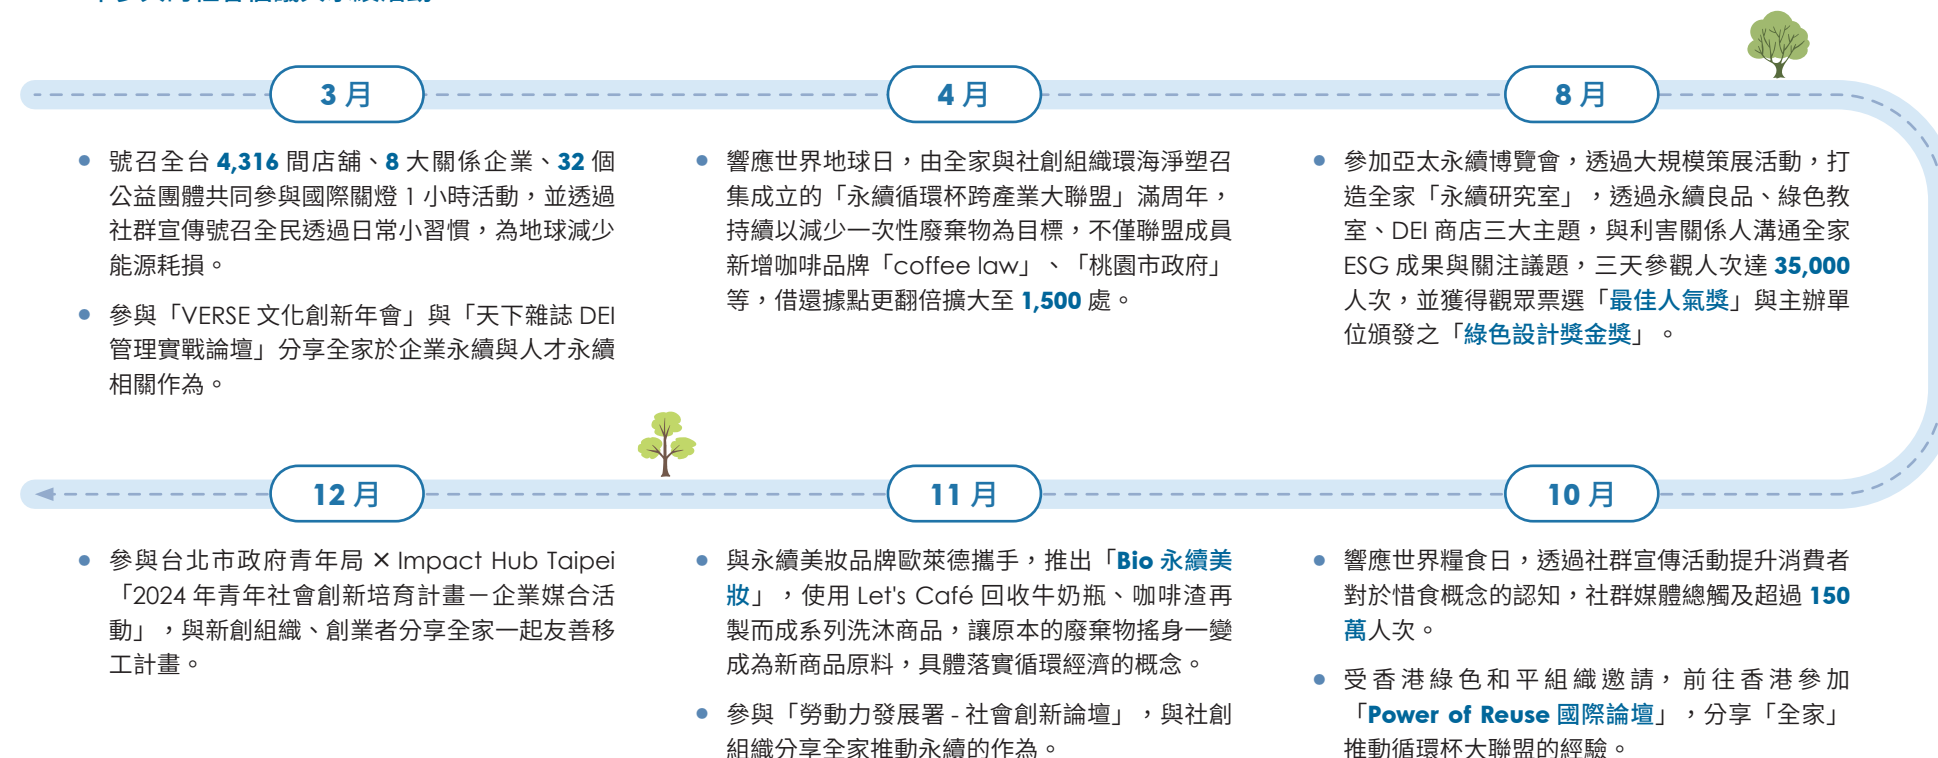 3 月
號召全台 4,316 間店舖、8 大關係企業、32 個
公益團體共同參與國際關燈 1 小時活動，並透過
社群宣傳號召全民透過日常小習慣，為地球減少
能源耗損。
參與「VERSE 文化創新年會」與「天下雜誌 DEI
管理實戰論壇」分享全家於企業永續與人才永續
相關作為。
4 月
響應世界地球日，由全家與社創組織環海淨塑召
集成立的「永續循環杯跨產業大聯盟」滿周年，
持續以減少一次性廢棄物為目標，不僅聯盟成員
新增咖啡品牌「coffee law」、「桃園市政府」
等，借還據點更翻倍擴大至 1,500 處。
8 月
參加亞太永續博覽會，透過大規模策展活動，打
造全家「永續研究室」，透過永續良品、綠色教
室、DEI 商店三大主題，與利害關係人溝通全家
ESG 成果與關注議題，三天參觀人次達 35,000
人次，並獲得觀眾票選「最佳人氣獎」與主辦單
位頒發之「綠色設計獎金獎」。
12 月
參與台北市政府青年局 × Impact Hub Taipei
「2024 年青年社會創新培育計畫－企業媒合活
動」，與新創組織、創業者分享全家一起友善移
工計畫。
11 月
與永續美妝品牌歐萊德攜手，推出「Bio 永續美
妝」，使用 Let's Café 回收牛奶瓶、咖啡渣再
製而成系列洗沐商品，讓原本的廢棄物搖身一變
成為新商品原料，具體落實循環經濟的概念。
參與「勞動力發展署 - 社會創新論壇」，與社創
組織分享全家推動永續的作為。
10 月
響應世界糧食日，透過社群宣傳活動提升消費者
對於惜食概念的認知，社群媒體總觸及超過 150
萬人次。
受香港綠色和平組織邀請，前往香港參加
「Power of Reuse 國際論壇」，分享「全家」
推動循環杯大聯盟的經驗。